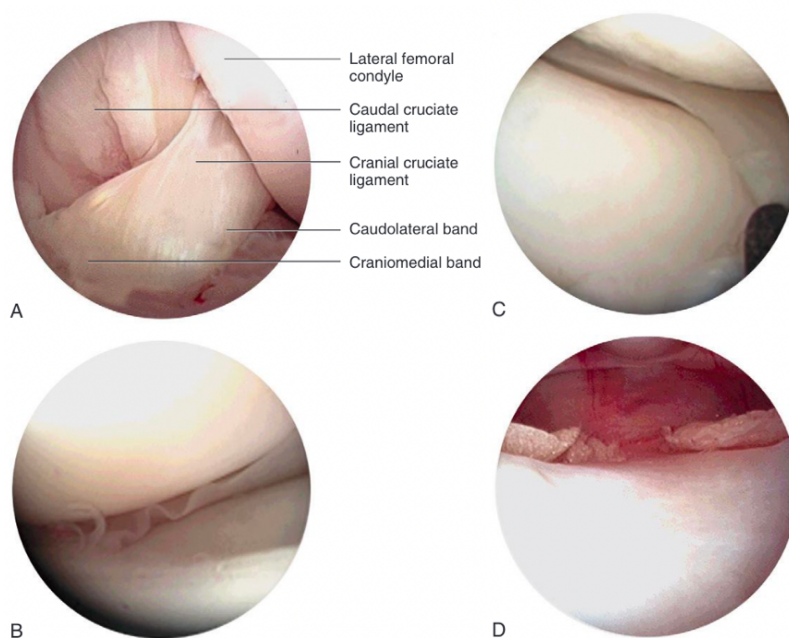 Lateral femoral
condyle
Caudal cruciate
ligament
Cranial cruciate
ligament
Caudolateral band
Craniomedial band
A
C
B
D